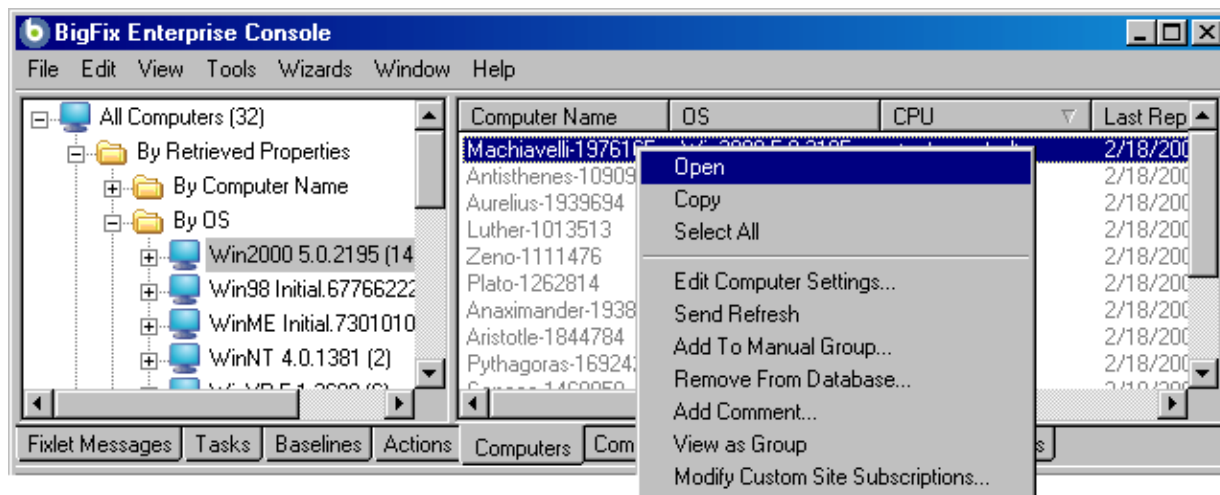 BigFix Enterprise Console
File Edit View Tools Wizards Window Help
All Computers (32)
By Retrieved Properties
By Computer Name
By OS
Win2000 5.0.2195 (14
Win98 Initial.67766222
WinME Initial.7301010
WinNT 4.0.1381 (2)
Computer Name OS CPU Last Rep
Machiavelli-1976165 2/18/200
Antisthenes-10909 2/18/200
Aurelius-1939694 2/18/200
Luther-1013513 2/18/200
Zeno-1111476 2/18/200
Plato-1262814 2/18/200
Anaximander-1938 2/18/200
Aristotle-1844784 2/18/200
Pythagoras-16924 2/18/200
Open
Copy
Select All
Edit Computer Settings...
Send Refresh
Add To Manual Group...
Remove From Database...
Add Comment...
View as Group
Modify Custom Site Subscriptions...
Fixlet Messages Tasks Baselines Actions Computers Com s